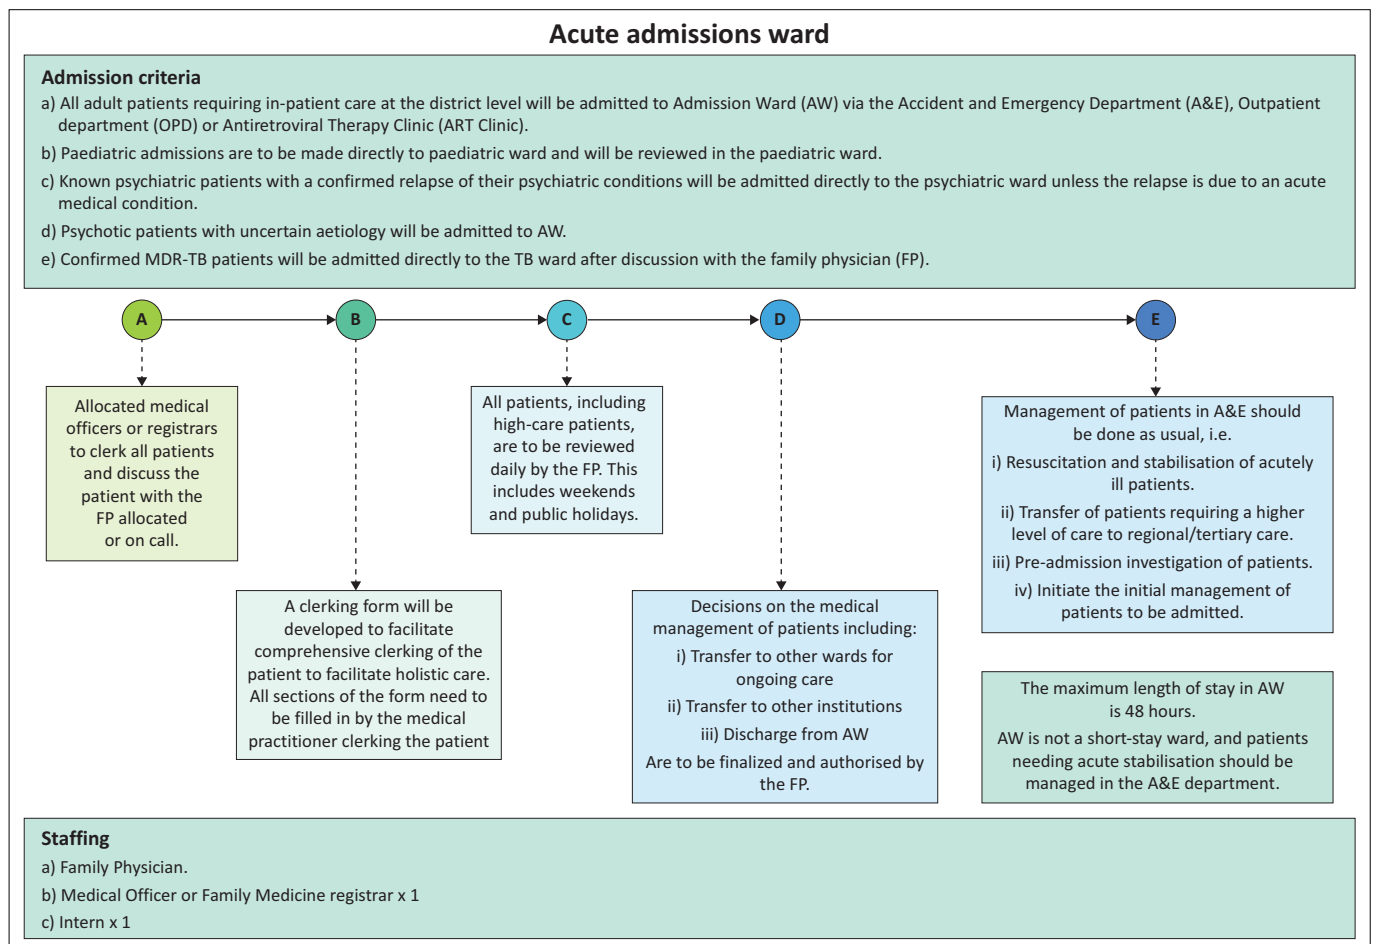 Acute admissions ward
Admission criteria
a) All adult patients requiring in-patient care at the district level will be admitted to Admission Ward (AW) via the Accident and Emergency Department (A&E), Outpatient
department (OPD) or Antiretroviral Therapy Clinic (ART Clinic).
b) Paediatric admissions are to be made directly to paediatric ward and will be reviewed in the paediatric ward.
c) Known psychiatric patients with a confirmed relapse of their psychiatric conditions will be admitted directly to the psychiatric ward unless the relapse is due to an acute
medical condition.
d) Psychotic patients with uncertain aetiology will be admitted to AW.
e) Confirmed MDR-TB patients will be admitted directly to the TB ward after discussion with the family physician (FP).
A
B
C
D
E
Allocated medical
officers or registrars
to clerk all patients
and discuss the
patient with the
FP allocated
or on call.
A clerking form will be
developed to facilitate
comprehensive clerking of the
patient to facilitate holistic care.
All sections of the form need to
be filled in by the medical
practitioner clerking the patient
All patients, including
high-care patients,
are to be reviewed
daily by the FP. This
includes weekends
and public holidays.
Decisions on the medical
management of patients including:
i) Transfer to other wards for
ongoing care
ii) Transfer to other institutions
iii) Discharge from AW
Are to be finalized and authorised by
the FP.
Management of patients in A&E should
be done as usual, i.e.
i) Resuscitation and stabilisation of acutely
ill patients.
ii) Transfer of patients requiring a higher
level of care to regional/tertiary care.
iii) Pre-admission investigation of patients.
iv) Initiate the initial management of
patients to be admitted.
The maximum length of stay in AW
is 48 hours.
AW is not a short-stay ward, and patients
needing acute stabilisation should be
managed in the A&E department.
Staffing
a) Family Physician.
b) Medical Officer or Family Medicine registrar x 1
c) Intern x 1